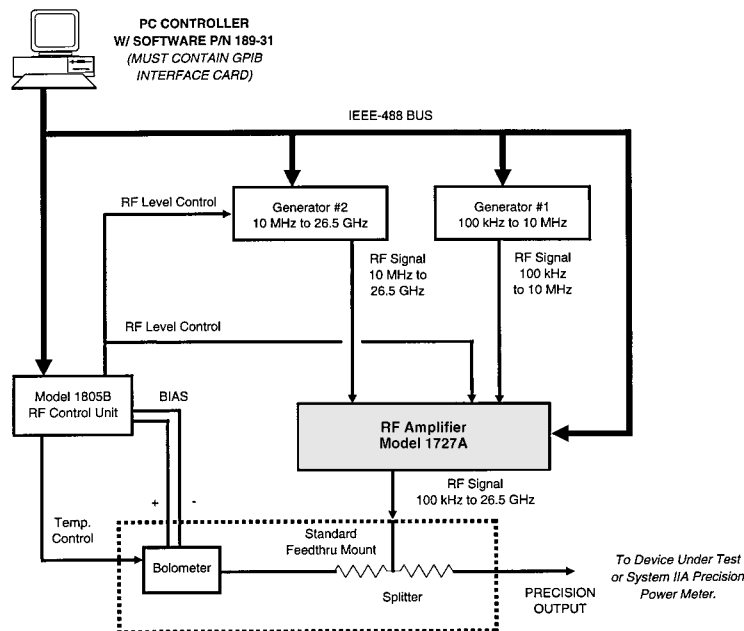 PC CONTROLLER
W/ SOFTWARE P/N 189-31
(MUST CONTAIN GPIB
INTERFACE CARD)
IEEE-488 BUS
RF Level Control
Generator #2
10 MHz to 26.5 GHz
Generator #1
100 kHz to 10 MHz
RF Signal
10 MHz to
26.5 GHz
RF Signal
100 kHz
to 10 MHz
RF Level Control
Model 1805B
RF Control Unit
BIAS
RF Amplifier
Model 1727A
RF Signal
100 kHz to 26.5 GHz
+ -
Temp.
Control
Standard
Feedthru Mount
Bolometer
Splitter
PRECISION
OUTPUT
To Device Under Test
or System IIA Precision
Power Meter.